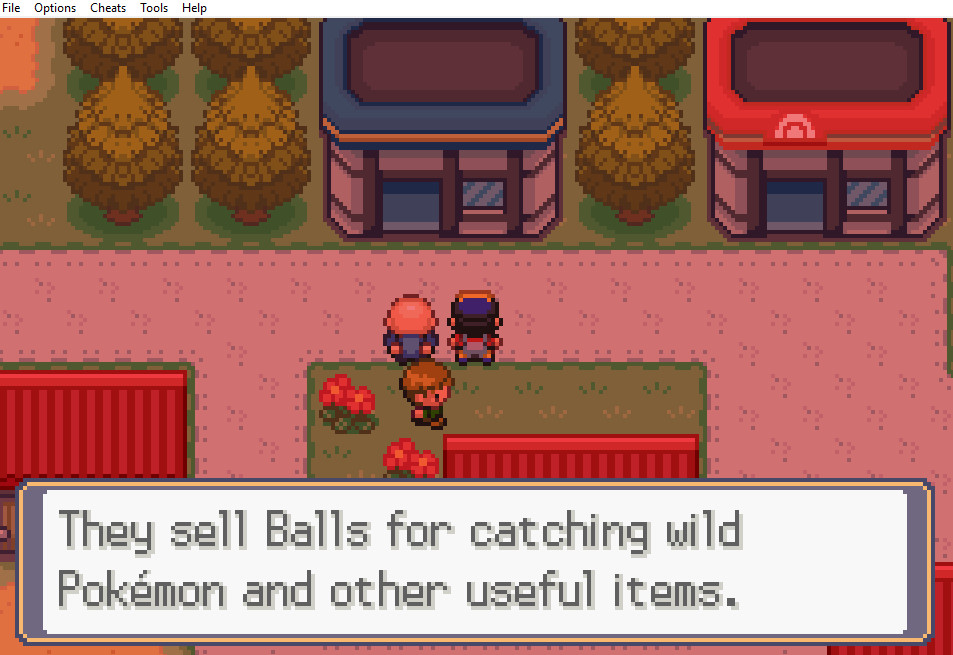 File Options Cheats Tools Help
They sell Balls for catching wild
Pokémon and other useful items.